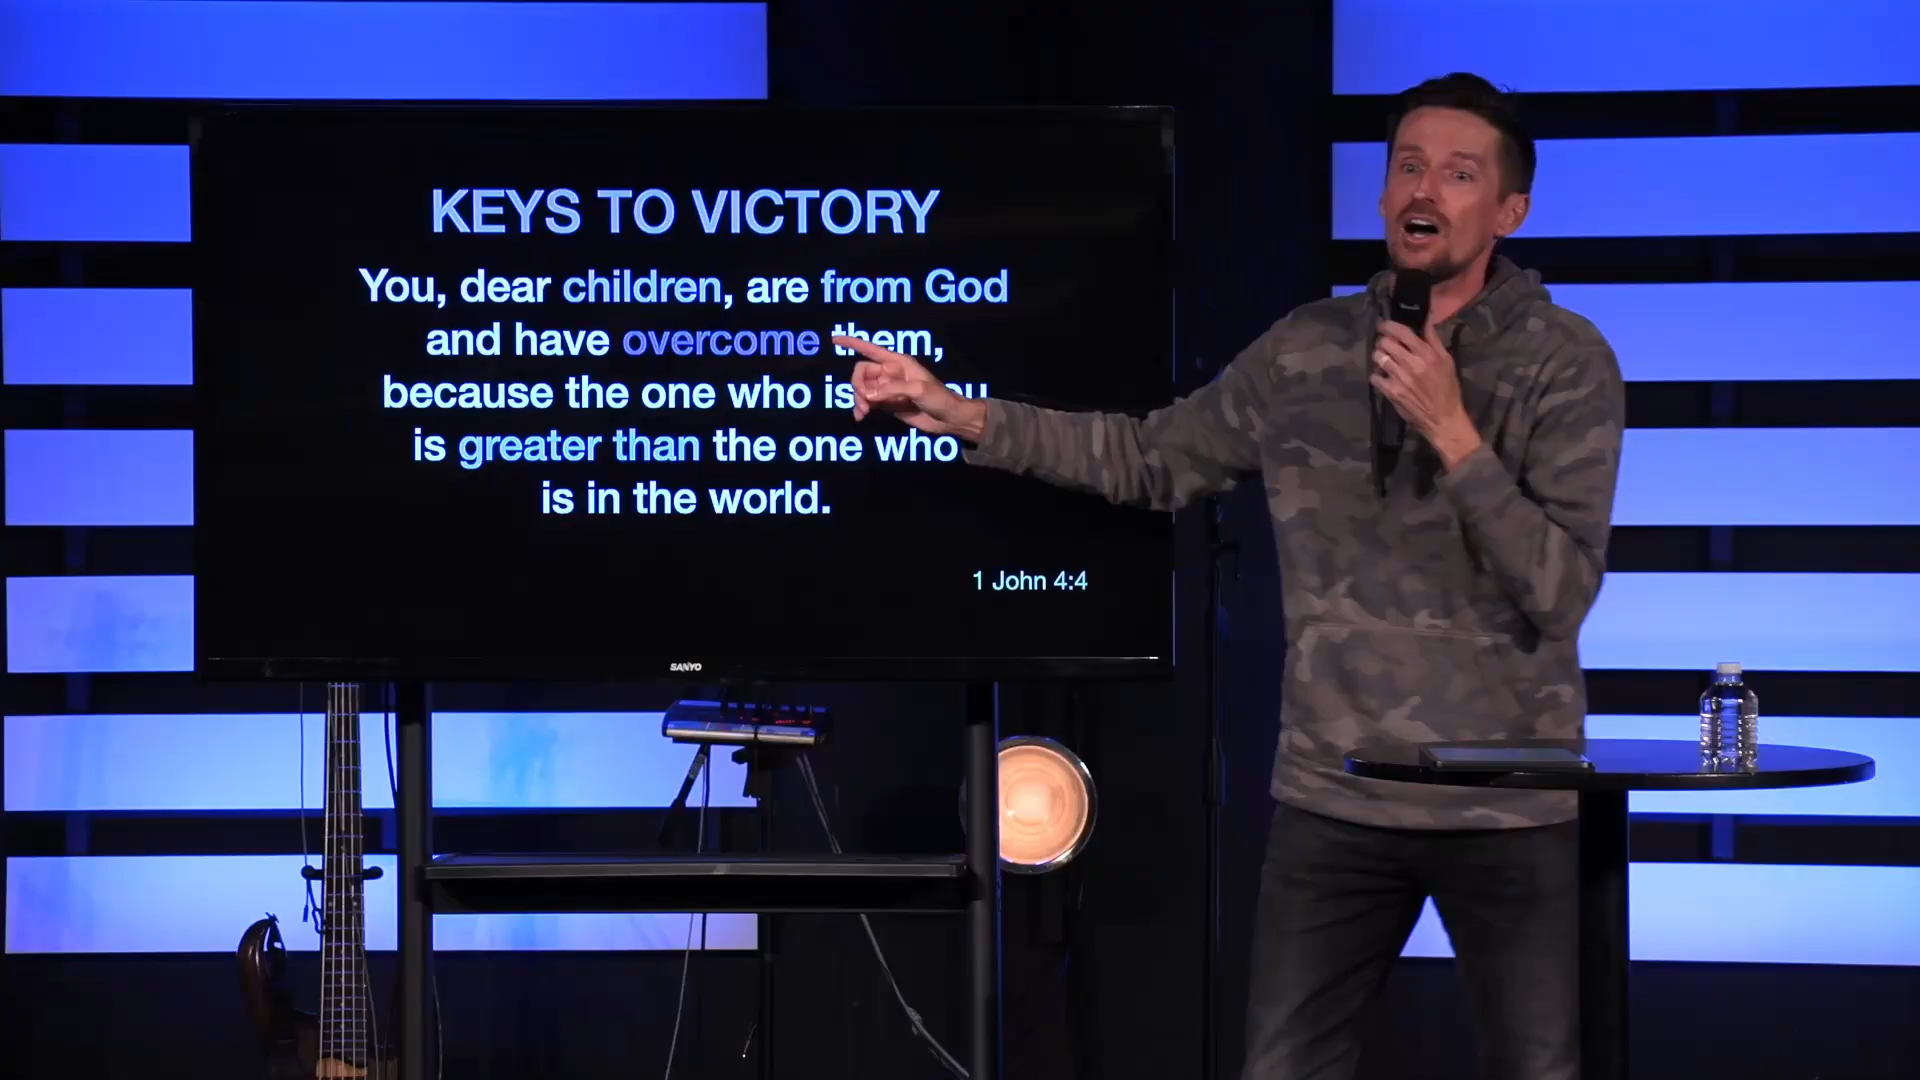 KEYS TO VICTORY
You, dear children, are from God
and have overcome them,
because the one who is
is greater than the one who
is in the world.
1 John 4:4
SANYO